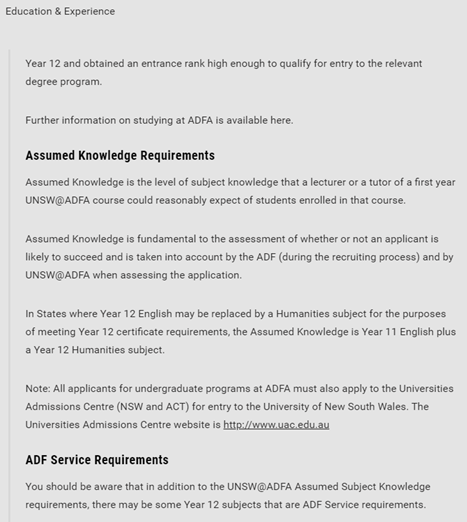 Education & Experience
Year 12 and obtained an entrance rank high enough to qualify for entry to the relevant
degree program.
Further information on studying at ADFA is available here.
Assumed Knowledge Requirements
Assumed Knowledge is the level of subject knowledge that a lecturer or a tutor of a first year
UNSW@ADFA course could reasonably expect of students enrolled in that course.
Assumed Knowledge is fundamental to the assessment of whether or not an applicant is
likely to succeed and is taken into account by the ADF (during the recruiting process) and by
UNSW@ADFA when assessing the application.
In States where Year 12 English may be replaced by a Humanities subject for the purposes
of meeting Year 12 certificate requirements, the Assumed Knowledge is Year 11 English plus
a Year 12 Humanities subject.
Note: All applicants for undergraduate programs at ADFA must also apply to the Universities
Admissions Centre (NSW and ACT) for entry to the University of New South Wales. The
Universities Admissions Centre website is http://www.uac.edu.au
ADF Service Requirements
You should be aware that in addition to the UNSW@ADFA Assumed Subject Knowledge
requirements, there may be some Year 12 subjects that are ADF Service requirements.